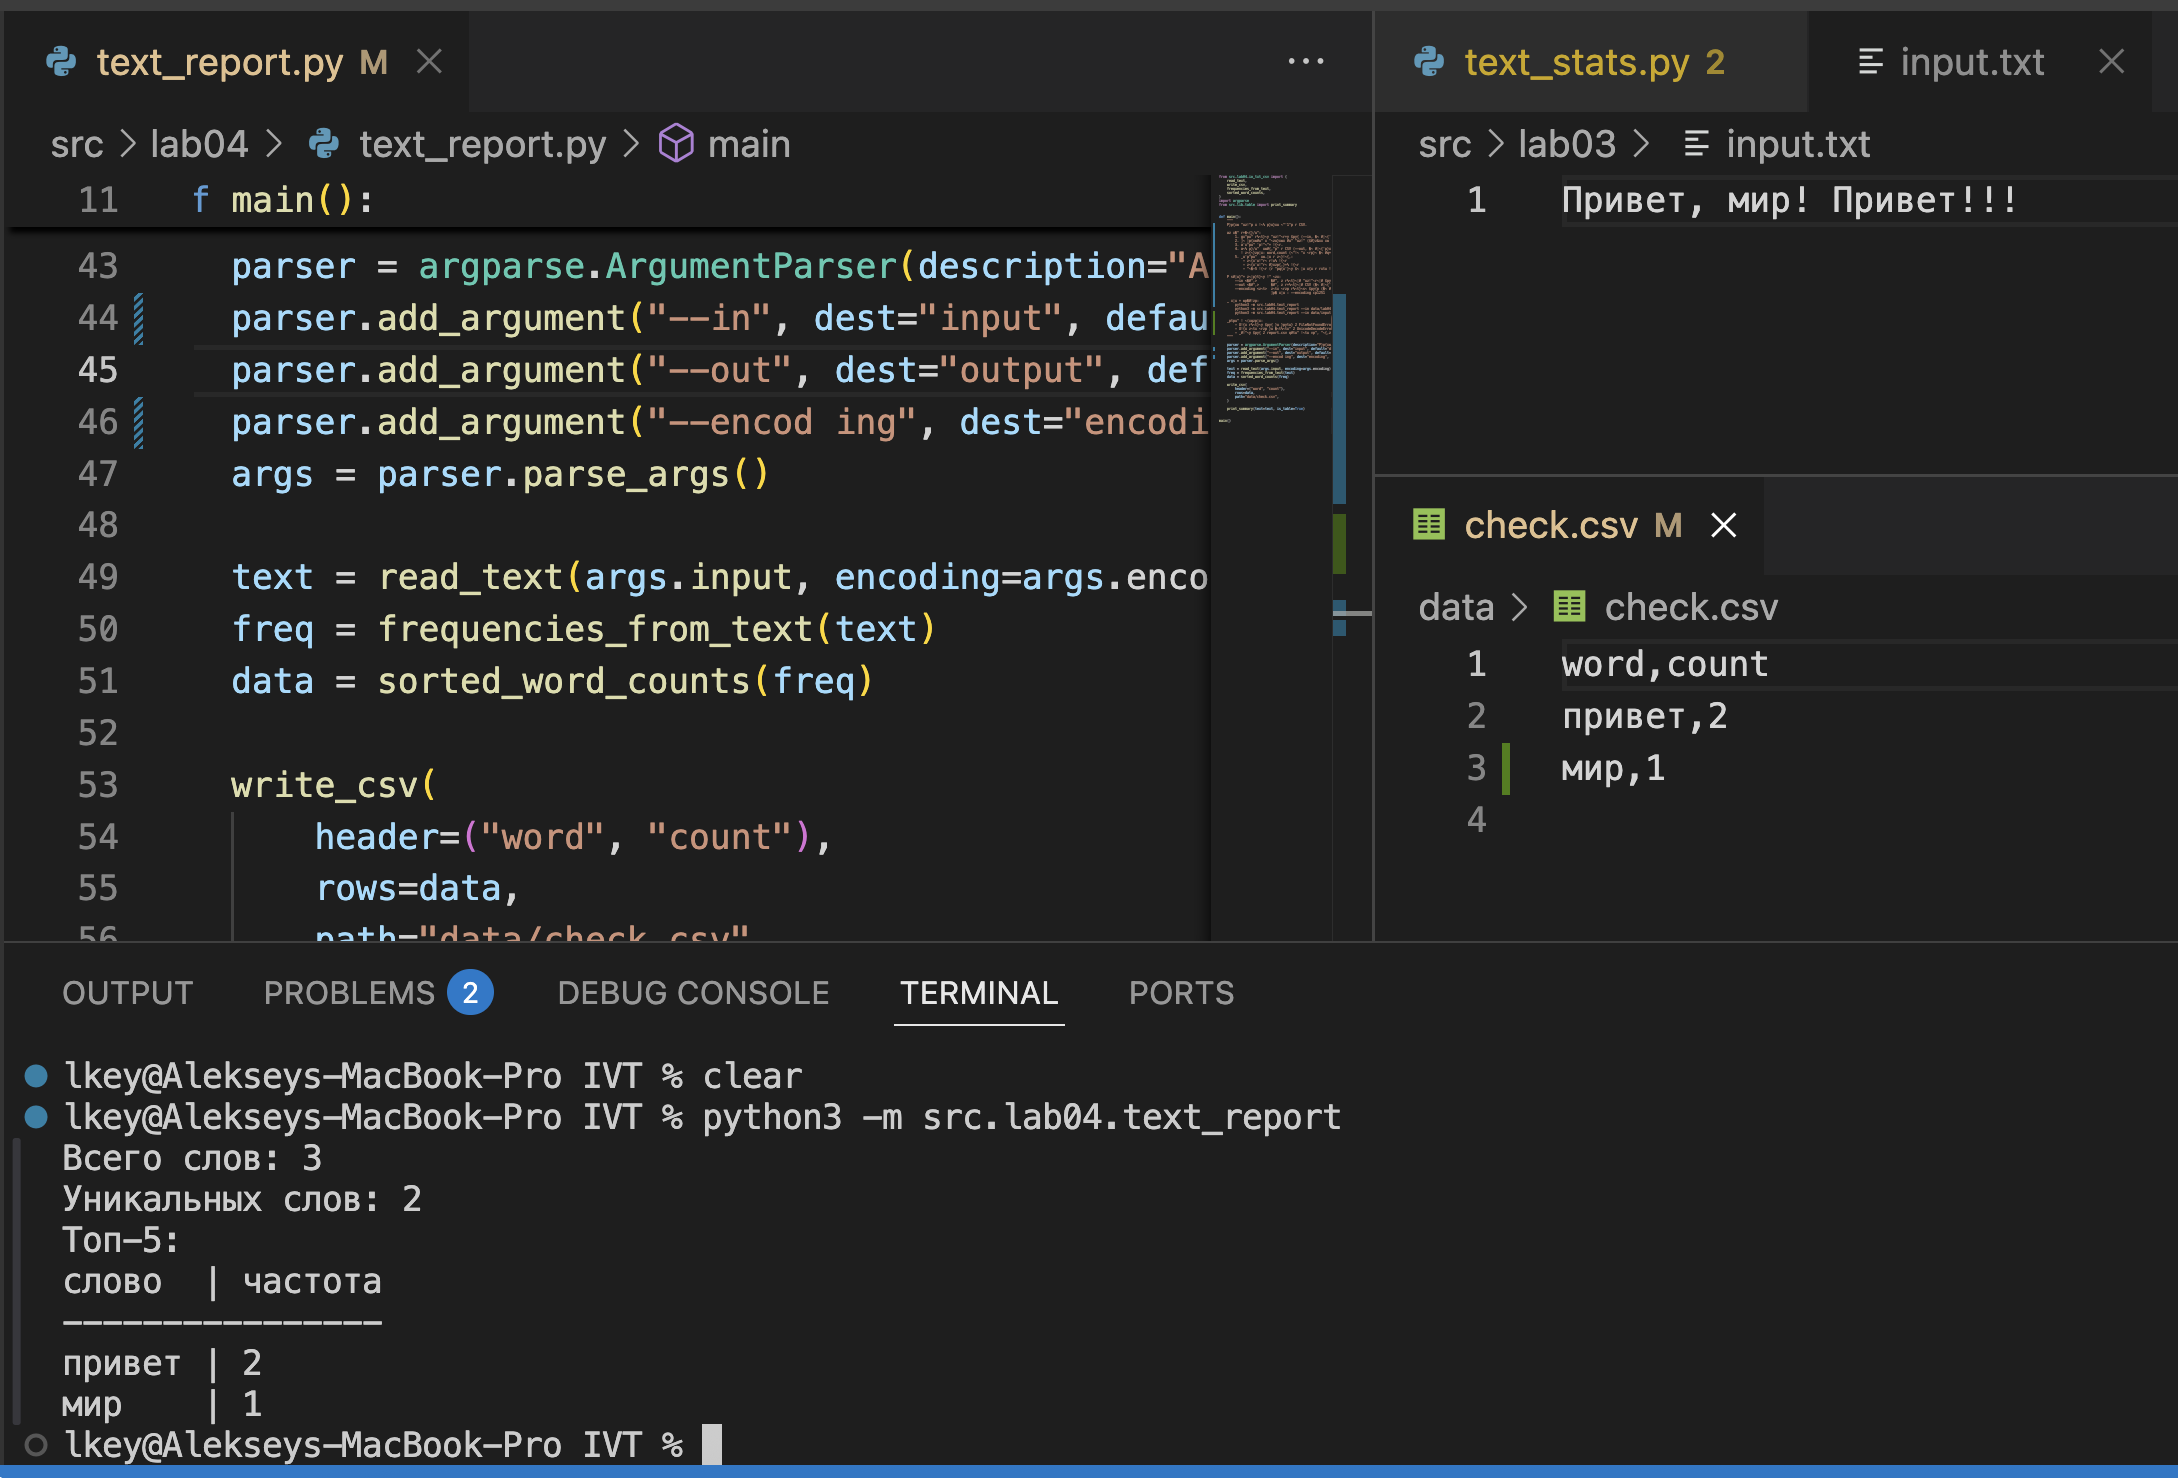 text_report.py M
src > lab04 > text_report.py > main
11 f main():
43 parser = argparse.ArgumentParser(description="A
44 parser.add_argument("--in", dest="input", defau
45 parser.add_argument("--out", dest="output", def
46 parser.add_argument("--encod ing", dest="encodi
47 args = parser.parse_args()
48
49 text = read_text(args.input, encoding=args.enco
50 freq = frequencies_from_text(text)
51 data = sorted_word_counts(freq)
52
53 write_csv(
54 header=("word", "count"),
55 rows=data,
56 path="data/check.csv"
text_stats.py 2
input.txt
src > lab03 > input.txt
1 Привет, мир! Привет!!!
check.csv M
data > check.csv
1 word,count
2 привет,2
3 мир,1
4
OUTPUT PROBLEMS 2 DEBUG CONSOLE TERMINAL PORTS
lkey@Alekseys-MacBook-Pro IVT % clear
lkey@Alekseys-MacBook-Pro IVT % python3 -m src.lab04.text_report
Всего слов: 3
Уникальных слов: 2
Топ-5:
слово | частота
----------------
привет | 2
мир | 1
lkey@Alekseys-MacBook-Pro IVT %